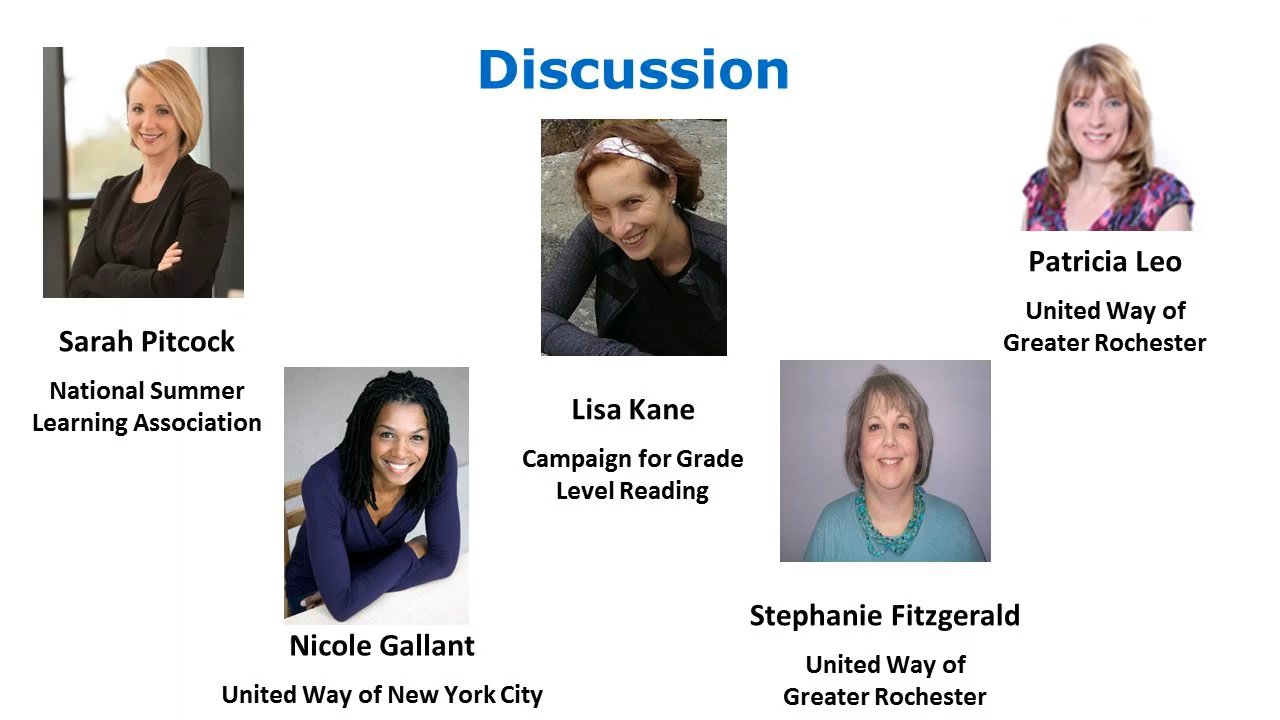 Discussion
Sarah Pitcock
National Summer
Learning Association
Nicole Gallant
United Way of New York City
Lisa Kane
Campaign for Grade
Level Reading
Stephanie Fitzgerald
United Way of
Greater Rochester
Patricia Leo
United Way of
Greater Rochester